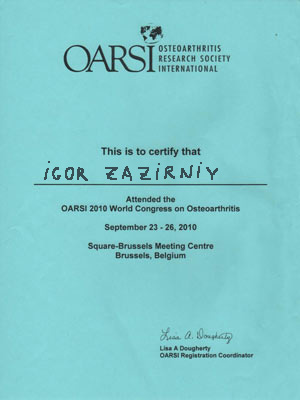 OARSI OSTEOARTHRITIS
RESEARCH SOCIETY
INTERNATIONAL
This is to certify that
IGOR ZAZIRNIY
Attended the
OARSI 2010 World Congress on Osteoarthritis
September 23 - 26, 2010
Square-Brussels Meeting Centre
Brussels, Belgium
Lisa A. Dougherty
Lisa A Dougherty
OARSI Registration Coordinator